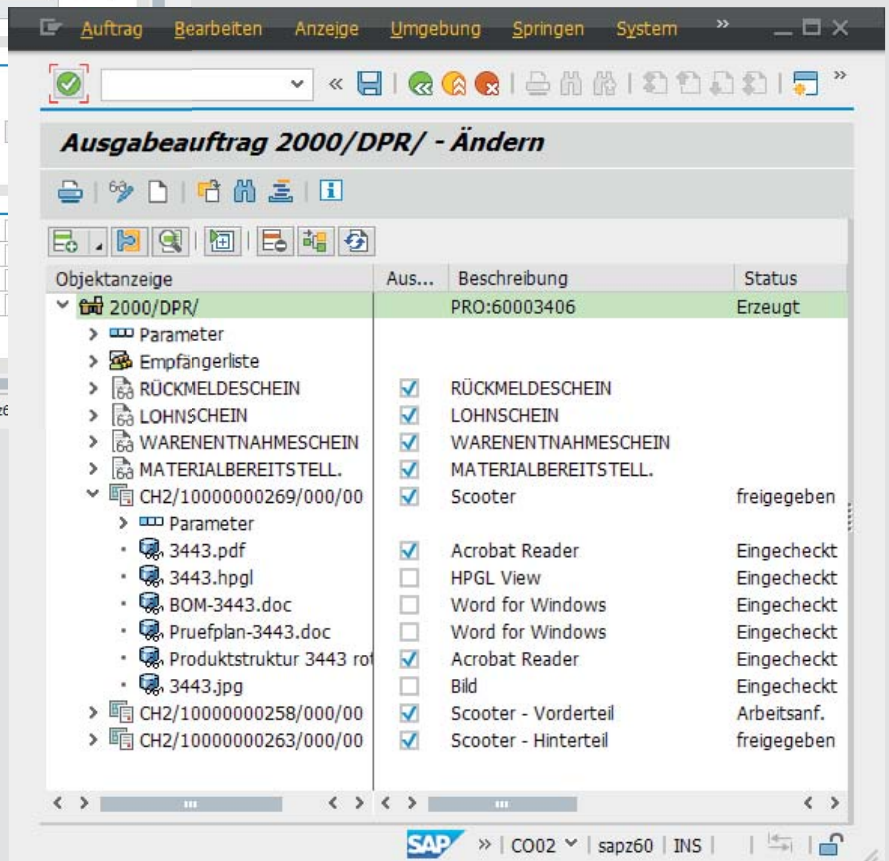 Auftrag Bearbeiten Anzeige Umgebung Springen System »
«
»
Ausgabeauftrag 2000/DPR/ - Ändern
Objektanzeige Aus... Beschreibung Status
2000/DPR/ PRO:60003406 Erzeugt
Parameter
Empfängerliste
RÜCKMELDESCHEIN RÜCKMELDESCHEIN
LOHNSCHEIN LOHNSCHEIN
WARENENTNAHMESCHEIN WARENENTNAHMESCHEIN
MATERIALBEREITSTELL. MATERIALBEREITSTELL.
CH2/10000000269/000/00 Scooter freigegeben
Parameter
3443.pdf Acrobat Reader Eingecheckt
3443.hpgl HPGL View Eingecheckt
BOM-3443.doc Word for Windows Eingecheckt
Pruefplan-3443.doc Word for Windows Eingecheckt
Produktstruktur 3443 rot Acrobat Reader Eingecheckt
3443.jpg Bild Eingecheckt
CH2/10000000258/000/00 Scooter - Vorderteil Arbeitsanf.
CH2/10000000263/000/00 Scooter - Hinterteil freigegeben
SAP » CO02 sapz60 INS